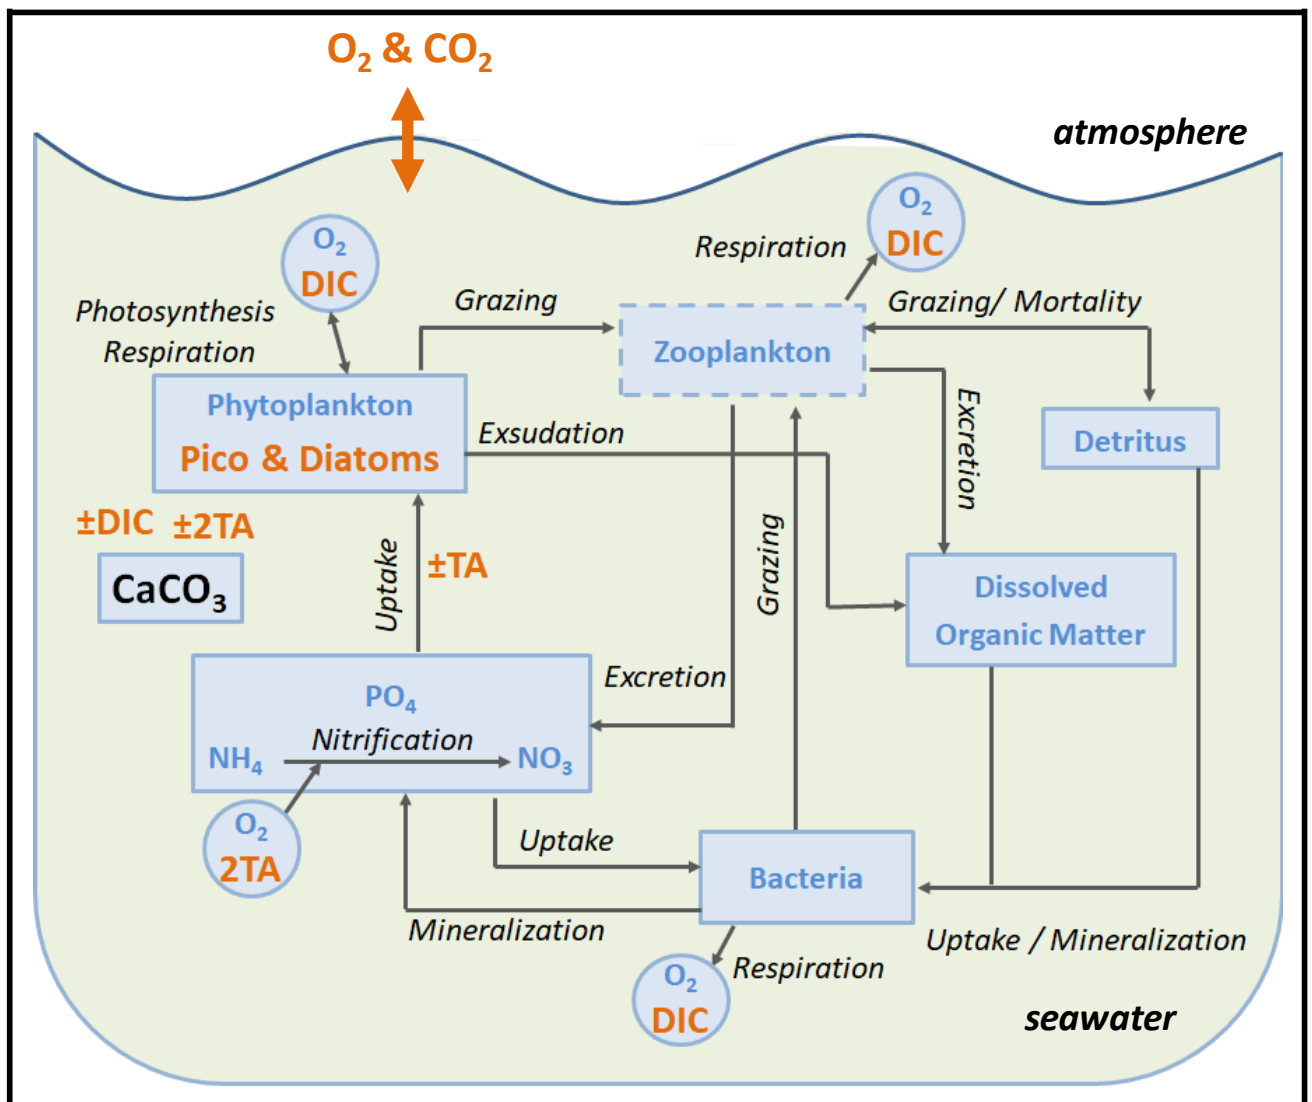 O₂ & CO₂
atmosphere
O₂
DIC
Respiration
O₂
DIC
Photosynthesis
Respiration
Grazing
Grazing/ Mortality
Zooplankton
Phytoplankton
Pico & Diatoms
Exsudation
Excretion
Detritus
±DIC ±2TA
CaCO₃
Uptake
±TA
Grazing
Dissolved
Organic Matter
Excretion
PO₄
Nitrification
NH₄
NO₃
O₂
2TA
Uptake
Bacteria
Mineralization
Uptake / Mineralization
O₂
DIC
Respiration
seawater